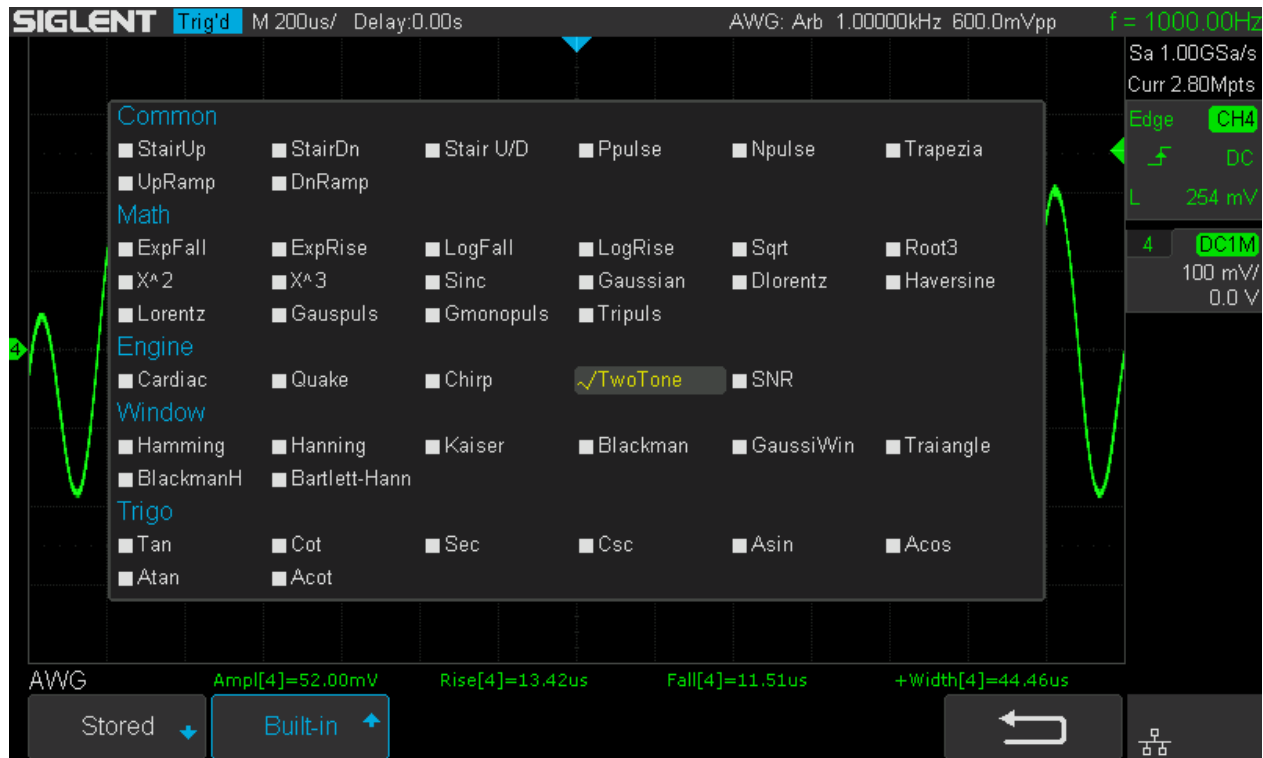 SIGLENT Trig'd M 200us/ Delay:0.00s AWG: Arb 1.00000kHz 600.0mVpp f = 1000.00Hz
Sa 1.00GSa/s
Curr 2.80Mpts
Edge CH4
DC
L 254 mV
4 DC1M
100 mV/
0.0 V
Common
StairUp StairDn Stair U/D Ppulse Npulse Trapezia
UpRamp DnRamp
Math
ExpFall ExpRise LogFall LogRise Sqrt Root3
X^2 X^3 Sinc Gaussian Dlorentz Haversine
Lorentz Gauspuls Gmonopuls Tripuls
Engine
Cardiac Quake Chirp TwoTone SNR
Window
Hamming Hanning Kaiser Blackman GaussiWin Traiangle
BlackmanH Bartlett-Hann
Trigo
Tan Cot Sec Csc Asin Acos
Atan Acot
4
AWG Ampl[4]=52.00mV Rise[4]=13.42us Fall[4]=11.51us +Width[4]=44.46us
Stored Built-in